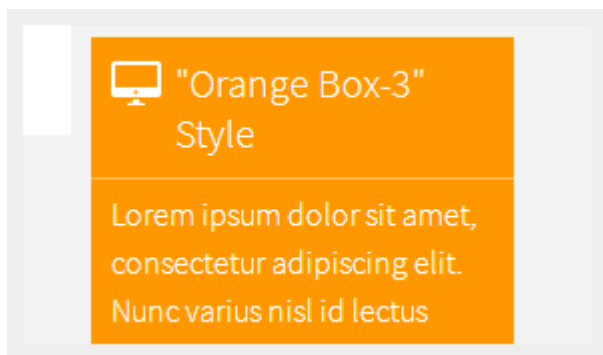 "Orange Box-3"
Style
Lorem ipsum dolor sit amet,
consectetur adipiscing elit.
Nunc varius nisl id lectus